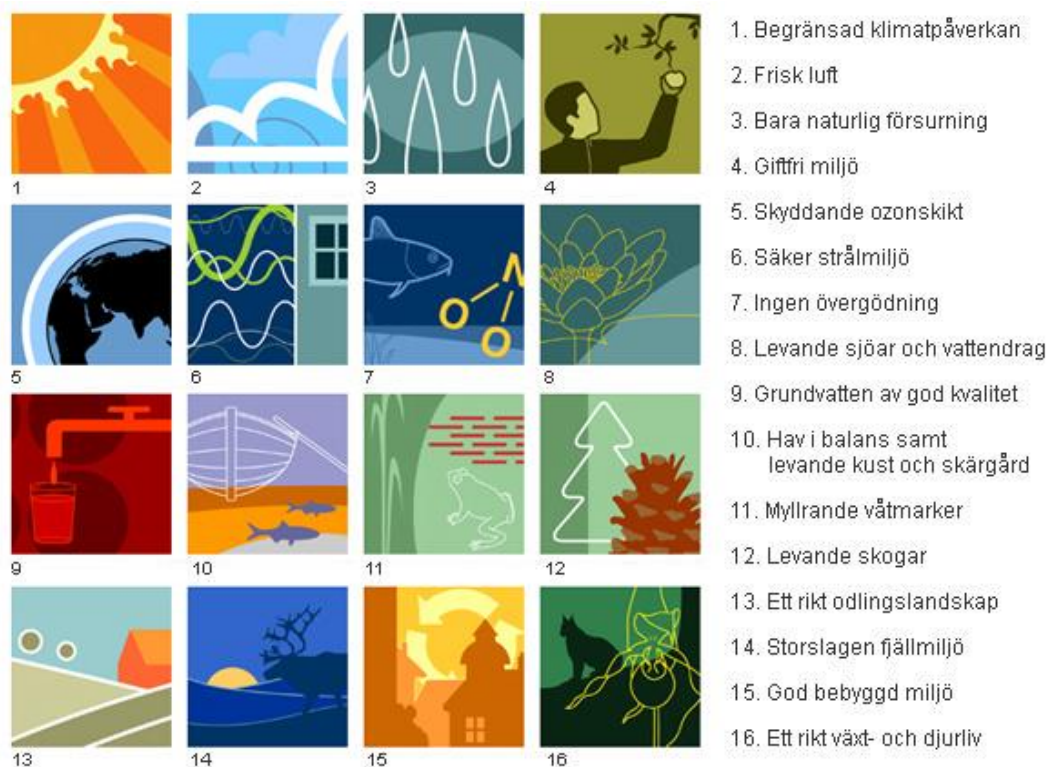 1
2
3
4
5
6
7
N
O
O
8
9
10
11
12
13
14
15
16
1. Begränsad klimatpåverkan
2. Frisk luft
3. Bara naturlig försurning
4. Giftfri miljö
5. Skyddande ozonskikt
6. Säker strålmiljö
7. Ingen övergödning
8. Levande sjöar och vattendrag
9. Grundvatten av god kvalitet
10. Hav i balans samt
levande kust och skärgård
11. Myllrande våtmarker
12. Levande skogar
13. Ett rikt odlingslandskap
14. Storslagen fjällmiljö
15. God bebyggd miljö
16. Ett rikt växt- och djurliv